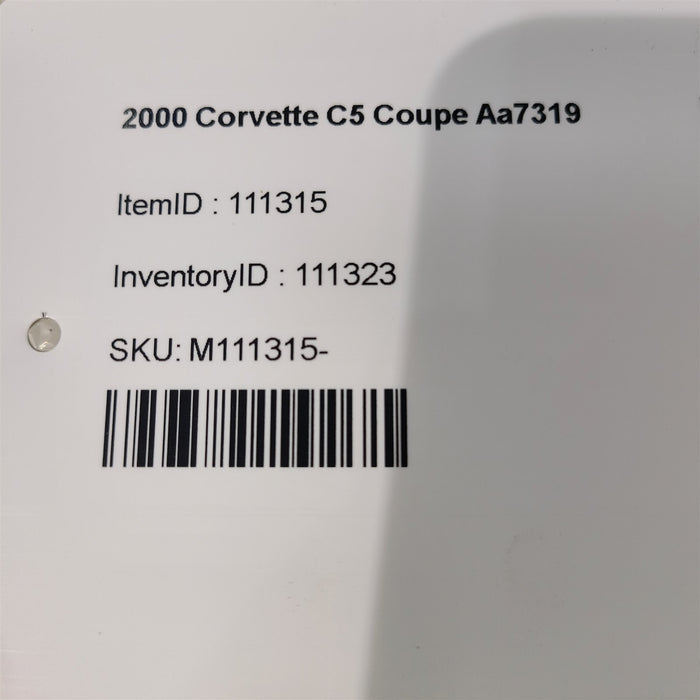 2000 Corvette C5 Coupe Aa7319
ItemID : 111315
InventoryID : 111323
SKU: M111315-